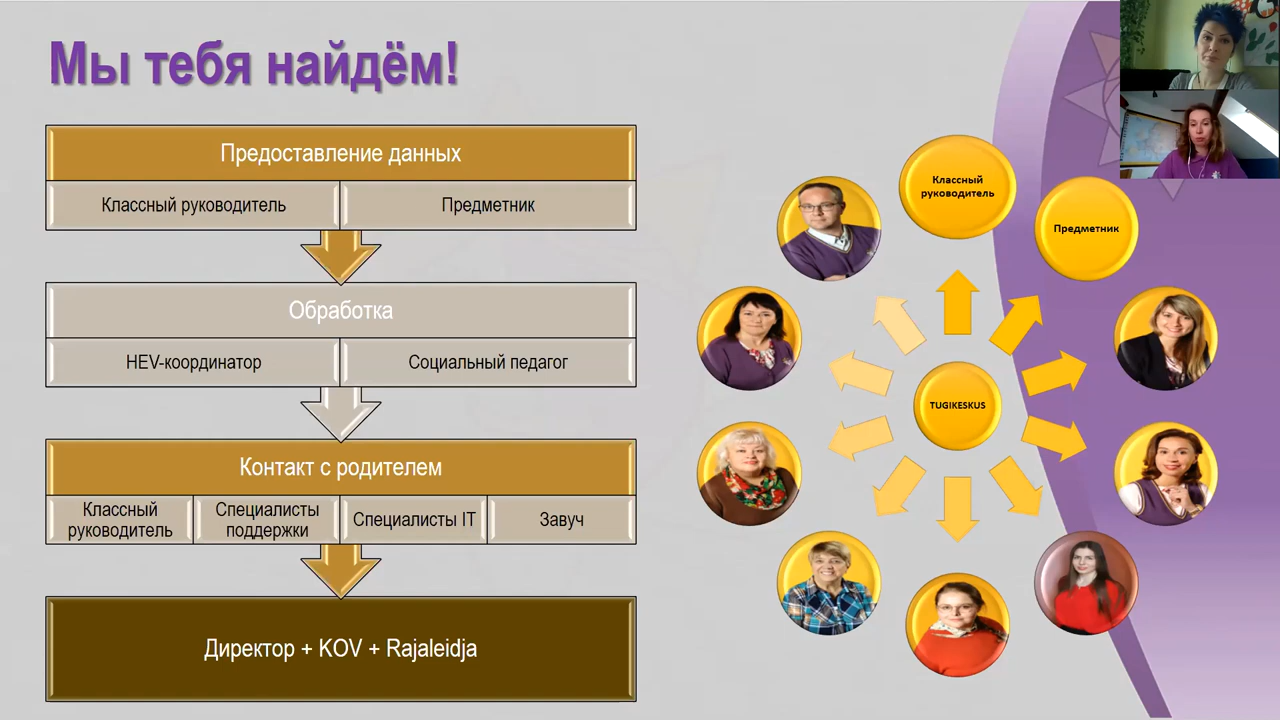 Мы тебя найдём!
Предоставление данных
Классный руководитель
Предметник
Обработка
HEV-координатор
Социальный педагог
Контакт с родителем
Классный
руководитель
Специалисты
поддержки
Специалисты IT
Завуч
Директор + KOV + Rajaleidja
Классный
руководитель
Предметник
TUGIKESKUS